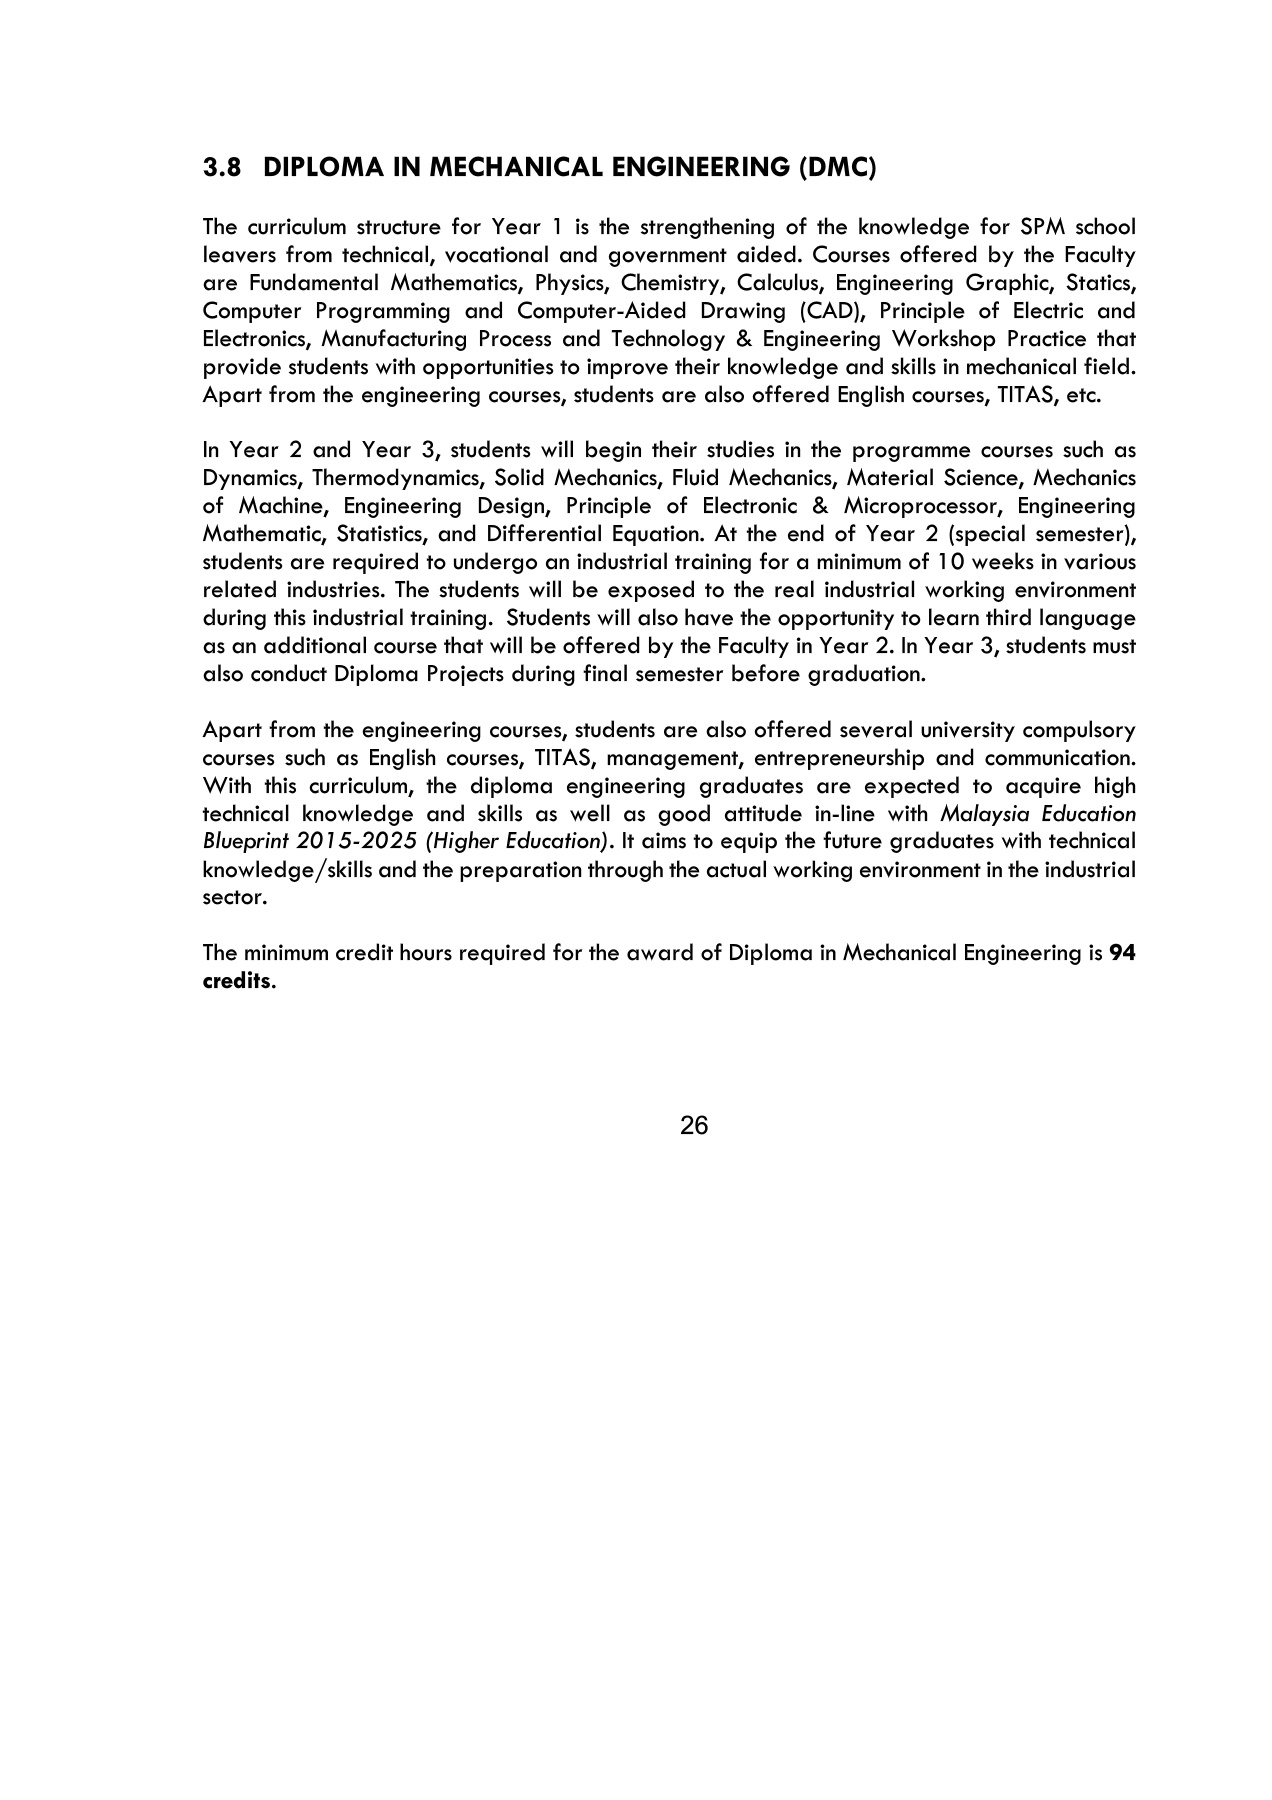 3.8 DIPLOMA IN MECHANICAL ENGINEERING (DMC)
The curriculum structure for Year 1 is the strengthening of the knowledge for SPM school
leavers from technical, vocational and government aided. Courses offered by the Faculty
are Fundamental Mathematics, Physics, Chemistry, Calculus, Engineering Graphic, Statics,
Computer Programming and Computer-Aided Drawing (CAD), Principle of Electric and
Electronics, Manufacturing Process and Technology & Engineering Workshop Practice that
provide students with opportunities to improve their knowledge and skills in mechanical field.
Apart from the engineering courses, students are also offered English courses, TITAS, etc.
In Year 2 and Year 3, students will begin their studies in the programme courses such as
Dynamics, Thermodynamics, Solid Mechanics, Fluid Mechanics, Material Science, Mechanics
of Machine, Engineering Design, Principle of Electronic & Microprocessor, Engineering
Mathematic, Statistics, and Differential Equation. At the end of Year 2 (special semester),
students are required to undergo an industrial training for a minimum of 10 weeks in various
related industries. The students will be exposed to the real industrial working environment
during this industrial training. Students will also have the opportunity to learn third language
as an additional course that will be offered by the Faculty in Year 2. In Year 3, students must
also conduct Diploma Projects during final semester before graduation.
Apart from the engineering courses, students are also offered several university compulsory
courses such as English courses, TITAS, management, entrepreneurship and communication.
With this curriculum, the diploma engineering graduates are expected to acquire high
technical knowledge and skills as well as good attitude in-line with Malaysia Education
Blueprint 2015-2025 (Higher Education). It aims to equip the future graduates with technical
knowledge/skills and the preparation through the actual working environment in the industrial
sector.
The minimum credit hours required for the award of Diploma in Mechanical Engineering is 94
credits.
26